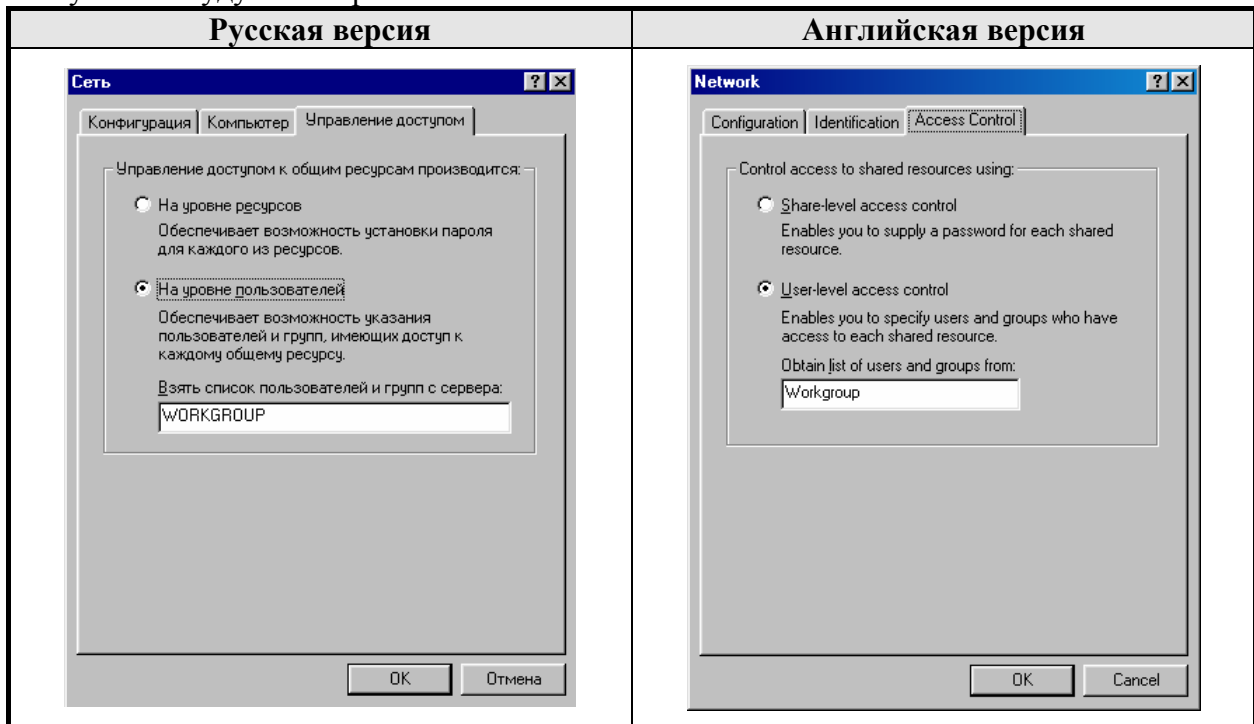 Русская версия
Английская версия
Сеть
Конфигурация
Компьютер
Управление доступом
Управление доступом к общим ресурсам производится:
На уровне ресурсов
Обеспечивает возможность установки пароля
для каждого из ресурсов.
На уровне пользователей
Обеспечивает возможность указания
пользователей и групп, имеющих доступ к
каждому общему ресурсу.
Взять список пользователей и групп с сервера:
WORKGROUP
OK
Отмена
Network
Configuration
Identification
Access Control
Control access to shared resources using:
Share-level access control
Enables you to supply a password for each shared
resource.
User-level access control
Enables you to specify users and groups who have
access to each shared resource.
Obtain list of users and groups from:
Workgroup
OK
Cancel